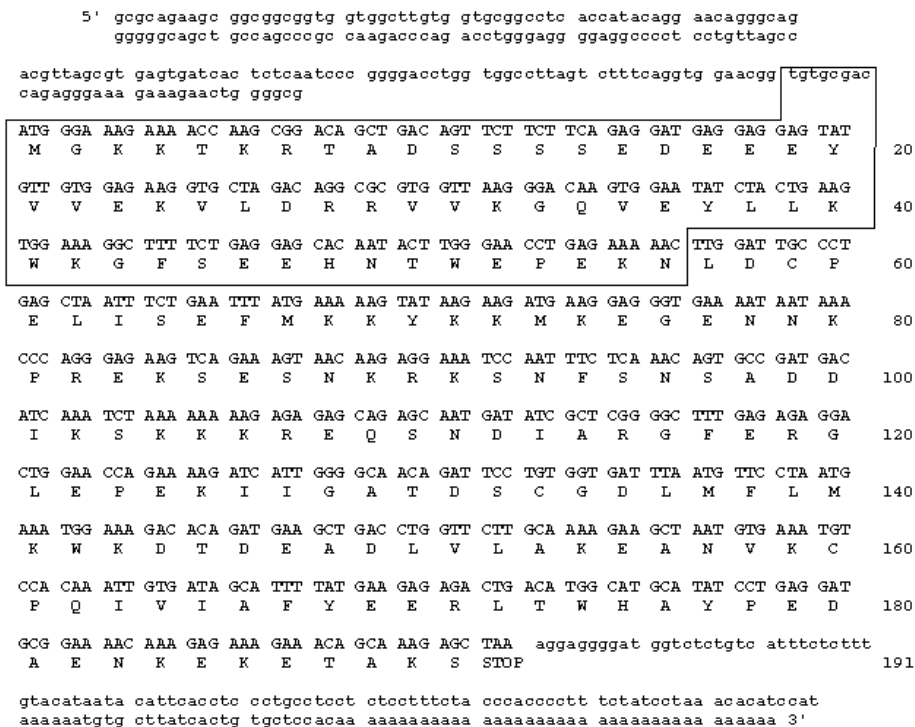 5' gcgcagaagc ggcggcggtg gtggcttgtg gtgcggcctc accatacagg aacagggcag
gggggcagct gccagcccgc caagacccag acctgggagg ggaggcccct cctgttagcc
acgttagcgt gagtgatcac tctcaatccc ggggacctgg tggccttagt ctttcaggtg gaacgg tgtgcgac
cagagggaaa gaaagaactg gggcg
ATG GGA AAG AAA ACC AAG CGG ACA GCT GAC AGT TCT TCT TCA GAG GAT GAG GAG GAG TAT
M G K K T K R T A D S S S S E D E E E Y 20
GTT GTG GAG AAG GTG CTA GAC AGG CGC GTG GTT AAG GGA CAA GTG GAA TAT CTA CTG AAG
V V E K V L D R R V V K G Q V E Y L L K 40
TGG AAA GGC TTT TCT GAG GAG CAC AAT ACT TGG GAA CCT GAG AAA AAC TTG GAT TGC CCT
W K G F S E E H N T W E P E K N L D C P 60
GAG CTA ATT TCT GAA TTT ATG AAA AAG TAT AAG AAG ATG AAG GAG GGT GAA AAT AAT AAA
E L I S E F M K K Y K K M K E G E N N K 80
CCC AGG GAG AAG TCA GAA AGT AAC AAG AGG AAA TCC AAT TTC TCA AAC AGT GCC GAT GAC
P R E K S E S N K R K S N F S N S A D D 100
ATC AAA TCT AAA AAA AAG AGA GAG CAG AGC AAT GAT ATC GCT CGG GGC TTT GAG AGA GGA
I K S K K K R E Q S N D I A R G F E R G 120
CTG GAA CCA GAA AAG ATC ATT GGG GCA ACA GAT TCC TGT GGT GAT TTA ATG TTC CTA ATG
L E P E K I I G A T D S C G D L M F L M 140
AAA TGG AAA GAC ACA GAT GAA GCT GAC CTG GTT CTT GCA AAA GAA GCT AAT GTG AAA TGT
K W K D T D E A D L V L A K E A N V K C 160
CCA CAA ATT GTG ATA GCA TTT TAT GAA GAG AGA CTG ACA TGG CAT GCA TAT CCT GAG GAT
P Q I V I A F Y E E R L T W H A Y P E D 180
GCG GAA AAC AAA GAG AAA GAA ACA GCA AAG AGC TAA aggaggggat ggtctctgtc atttctcttt
A E N K E K E T A K S STOP 191
gtacataata cattcacctc cctgcctcct ctcctttcta cccacccctt tctatcctaa acacatccat
aaaaaatgtg cttatcactg tgctccacaa aaaaaaaaaa aaaaaaaaaa aaaaaaaaaa aaaaaa 3'